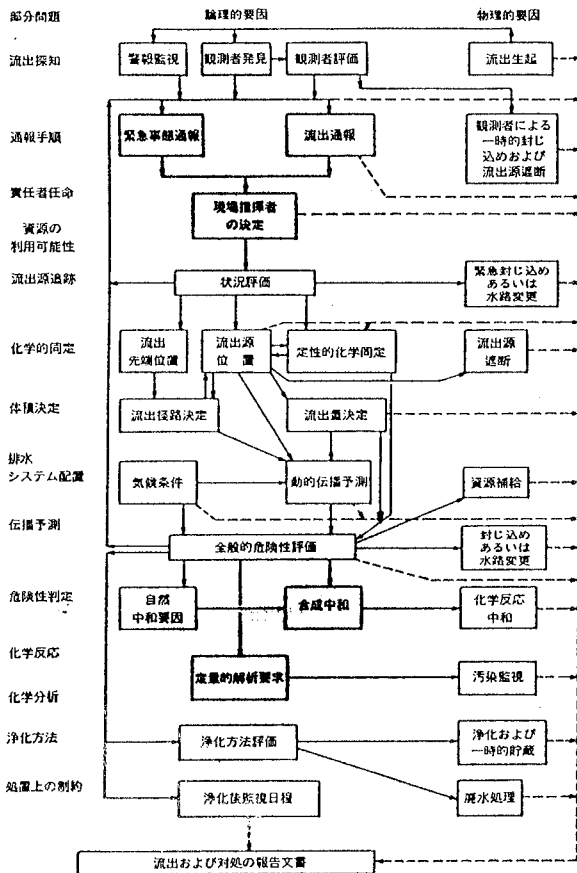 部分問題
論理的要因
物理的要因
流出探知
警報監視
観測者発見
観測者評価
流出生起
通報手順
緊急事態通報
流出通報
観測者による
一時的封じ
込めおよび
流出源遮断
責任者任命
現場指揮者
の決定
資源の
利用可能性
流出源追跡
状況評価
緊急封じ込め
あるいは
水路変更
化学的同定
流出
先端位置
流出源
位置
定性的化学同定
流出源
遮断
体積決定
流出径路決定
流出量決定
排水
システム配置
気候条件
動的伝播予測
資源補給
伝播予測
全般的危険性評価
封じ込め
あるいは
水路変更
危険性判定
自然
中和要因
合成中和
化学反応
中和
化学反応
定量的解析要求
汚染監視
化学分析
浄化方法
浄化方法評価
浄化および
一時的貯蔵
処置上の制約
浄化後監視日程
廃水処理
流出および対処の報告文書